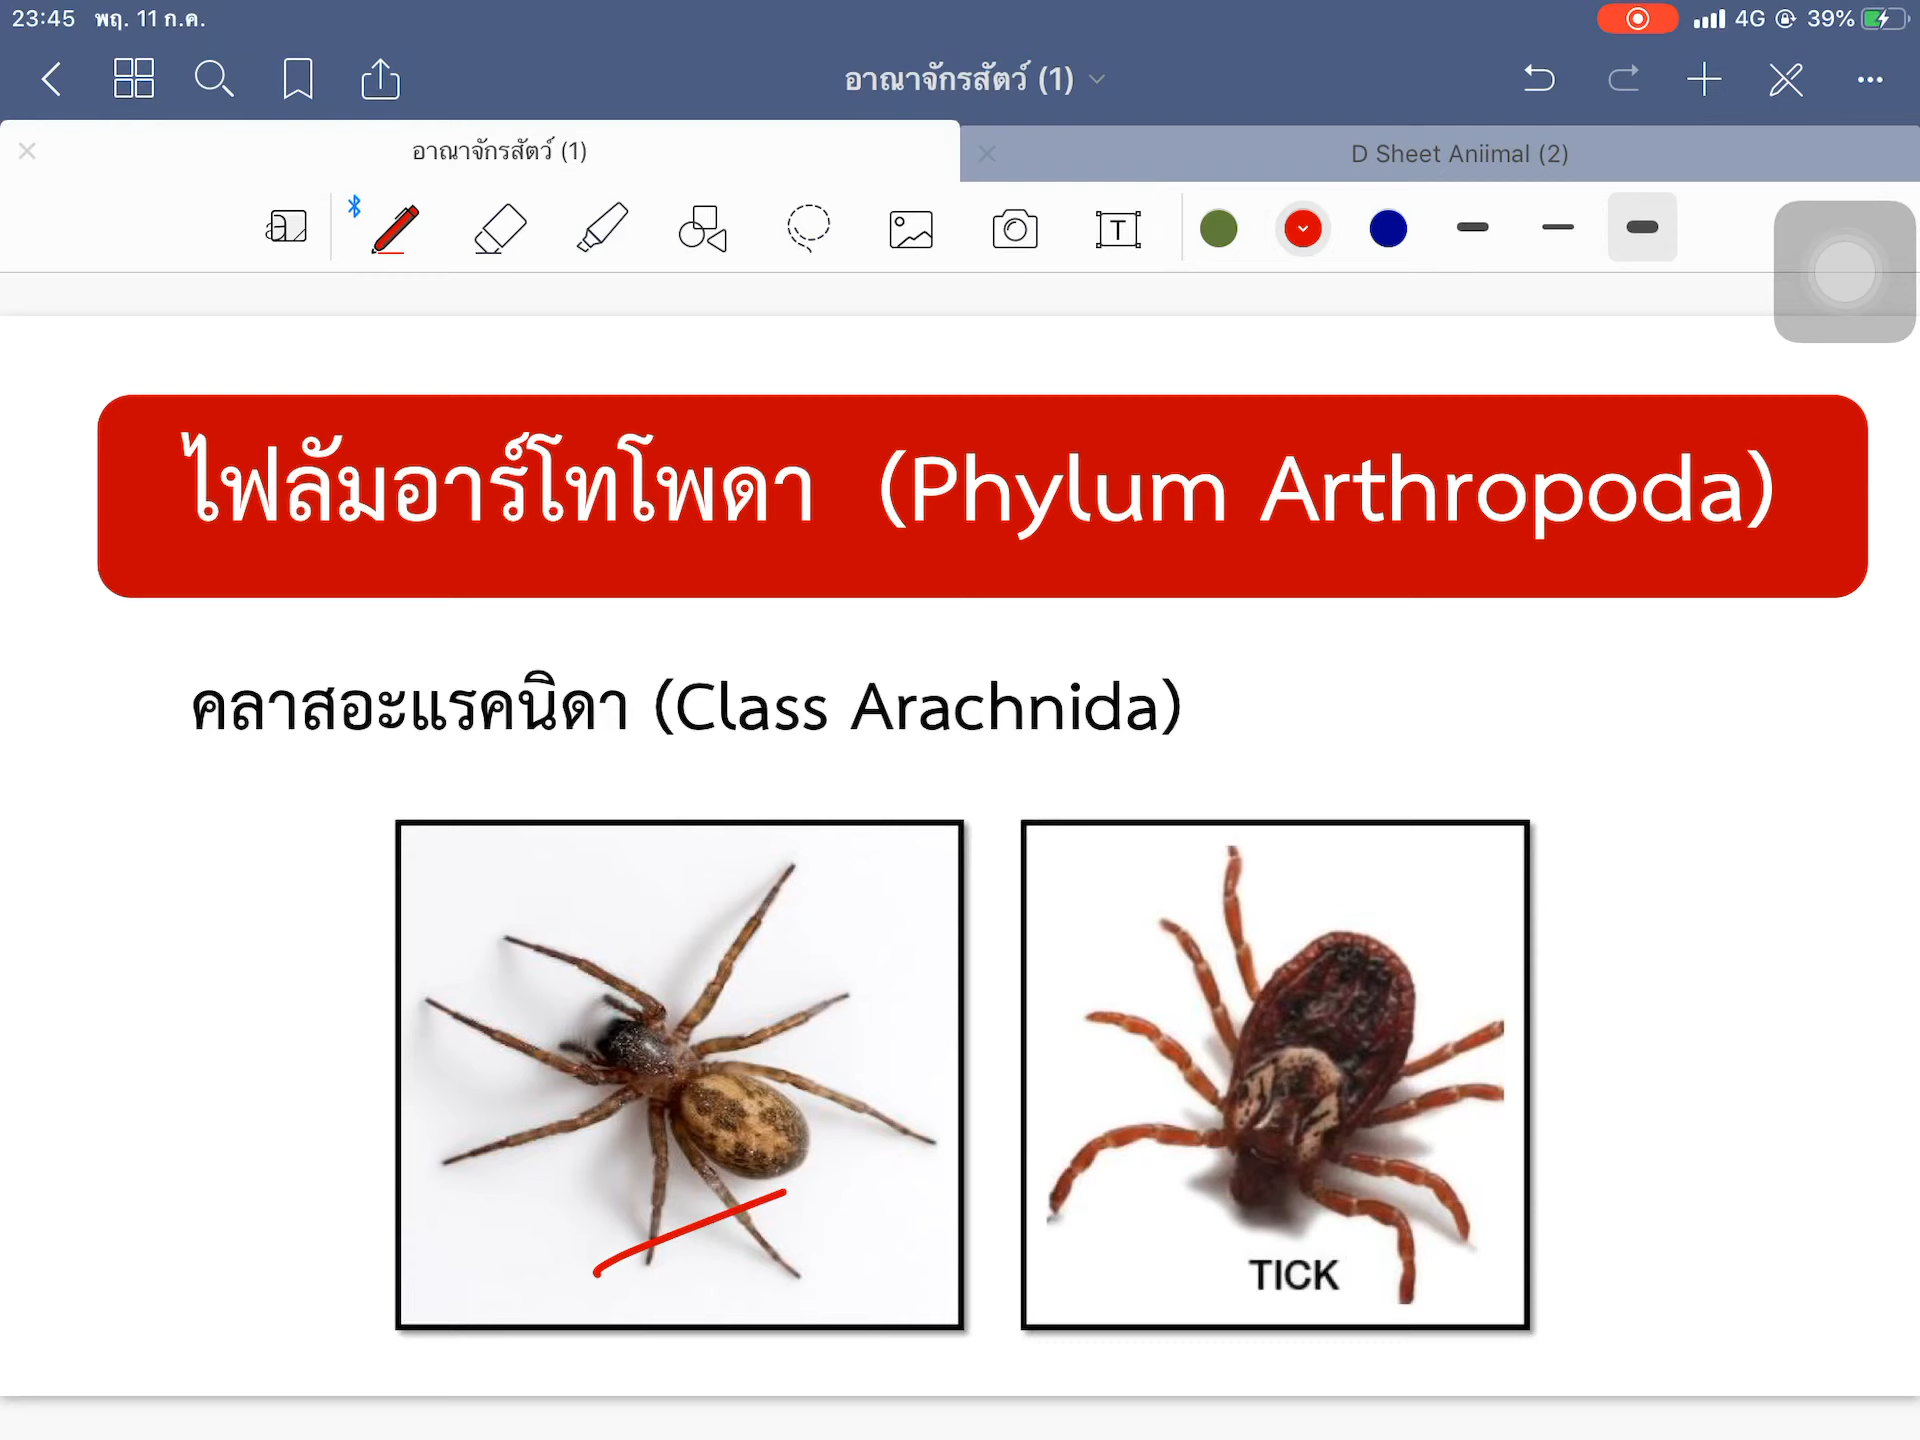 23:45 พฤ. 11 ก.ค.
4G 39%
อาณาจักรสัตว์ (1)
อาณาจักรสัตว์ (1)
D Sheet Aniimal (2)
T
ไฟลัมอาร์โทโพดา (Phylum Arthropoda)
คลาสอะแรคนิดา (Class Arachnida)
TICK